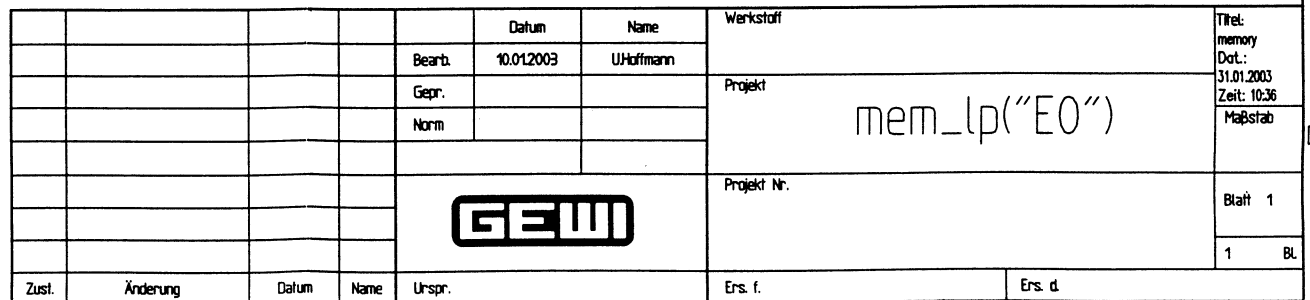 Datum Name
Bearb. 10.01.2003 U.Hoffmann
Gepr.
Norm
Werkstoff
Projekt
mem_lp("E0")
Projekt Nr.
Titel:
memory
Dat.:
31.01.2003
Zeit: 10:36
Maßstab
Blatt 1
1 Bl.
GEWI
Zust. Änderung Datum Name Urspr. Ers. f. Ers. d.